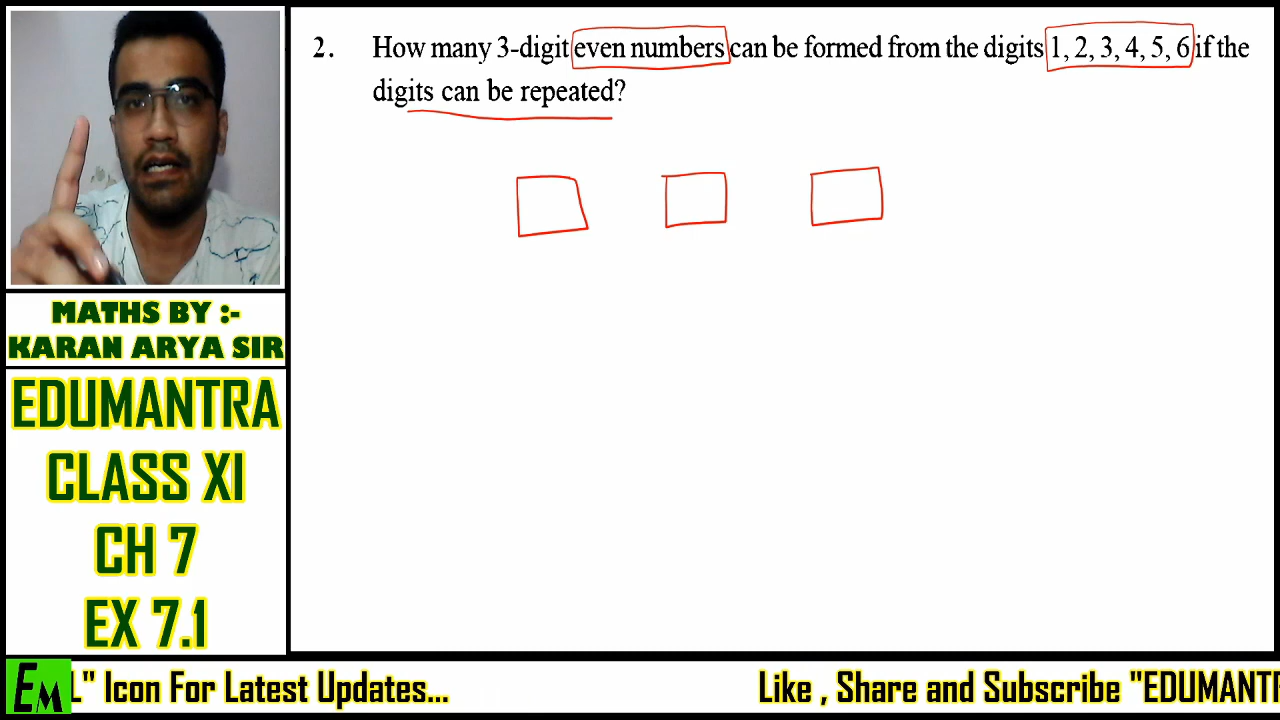 2. How many 3-digit even numbers can be formed from the digits 1, 2, 3, 4, 5, 6 if the
digits can be repeated?
MATHS BY :-
KARAN ARYA SIR
EDUMANTRA
CLASS XI
CH 7
EX 7.1
EM L" Icon For Latest Updates... Like , Share and Subscribe "EDUMANT